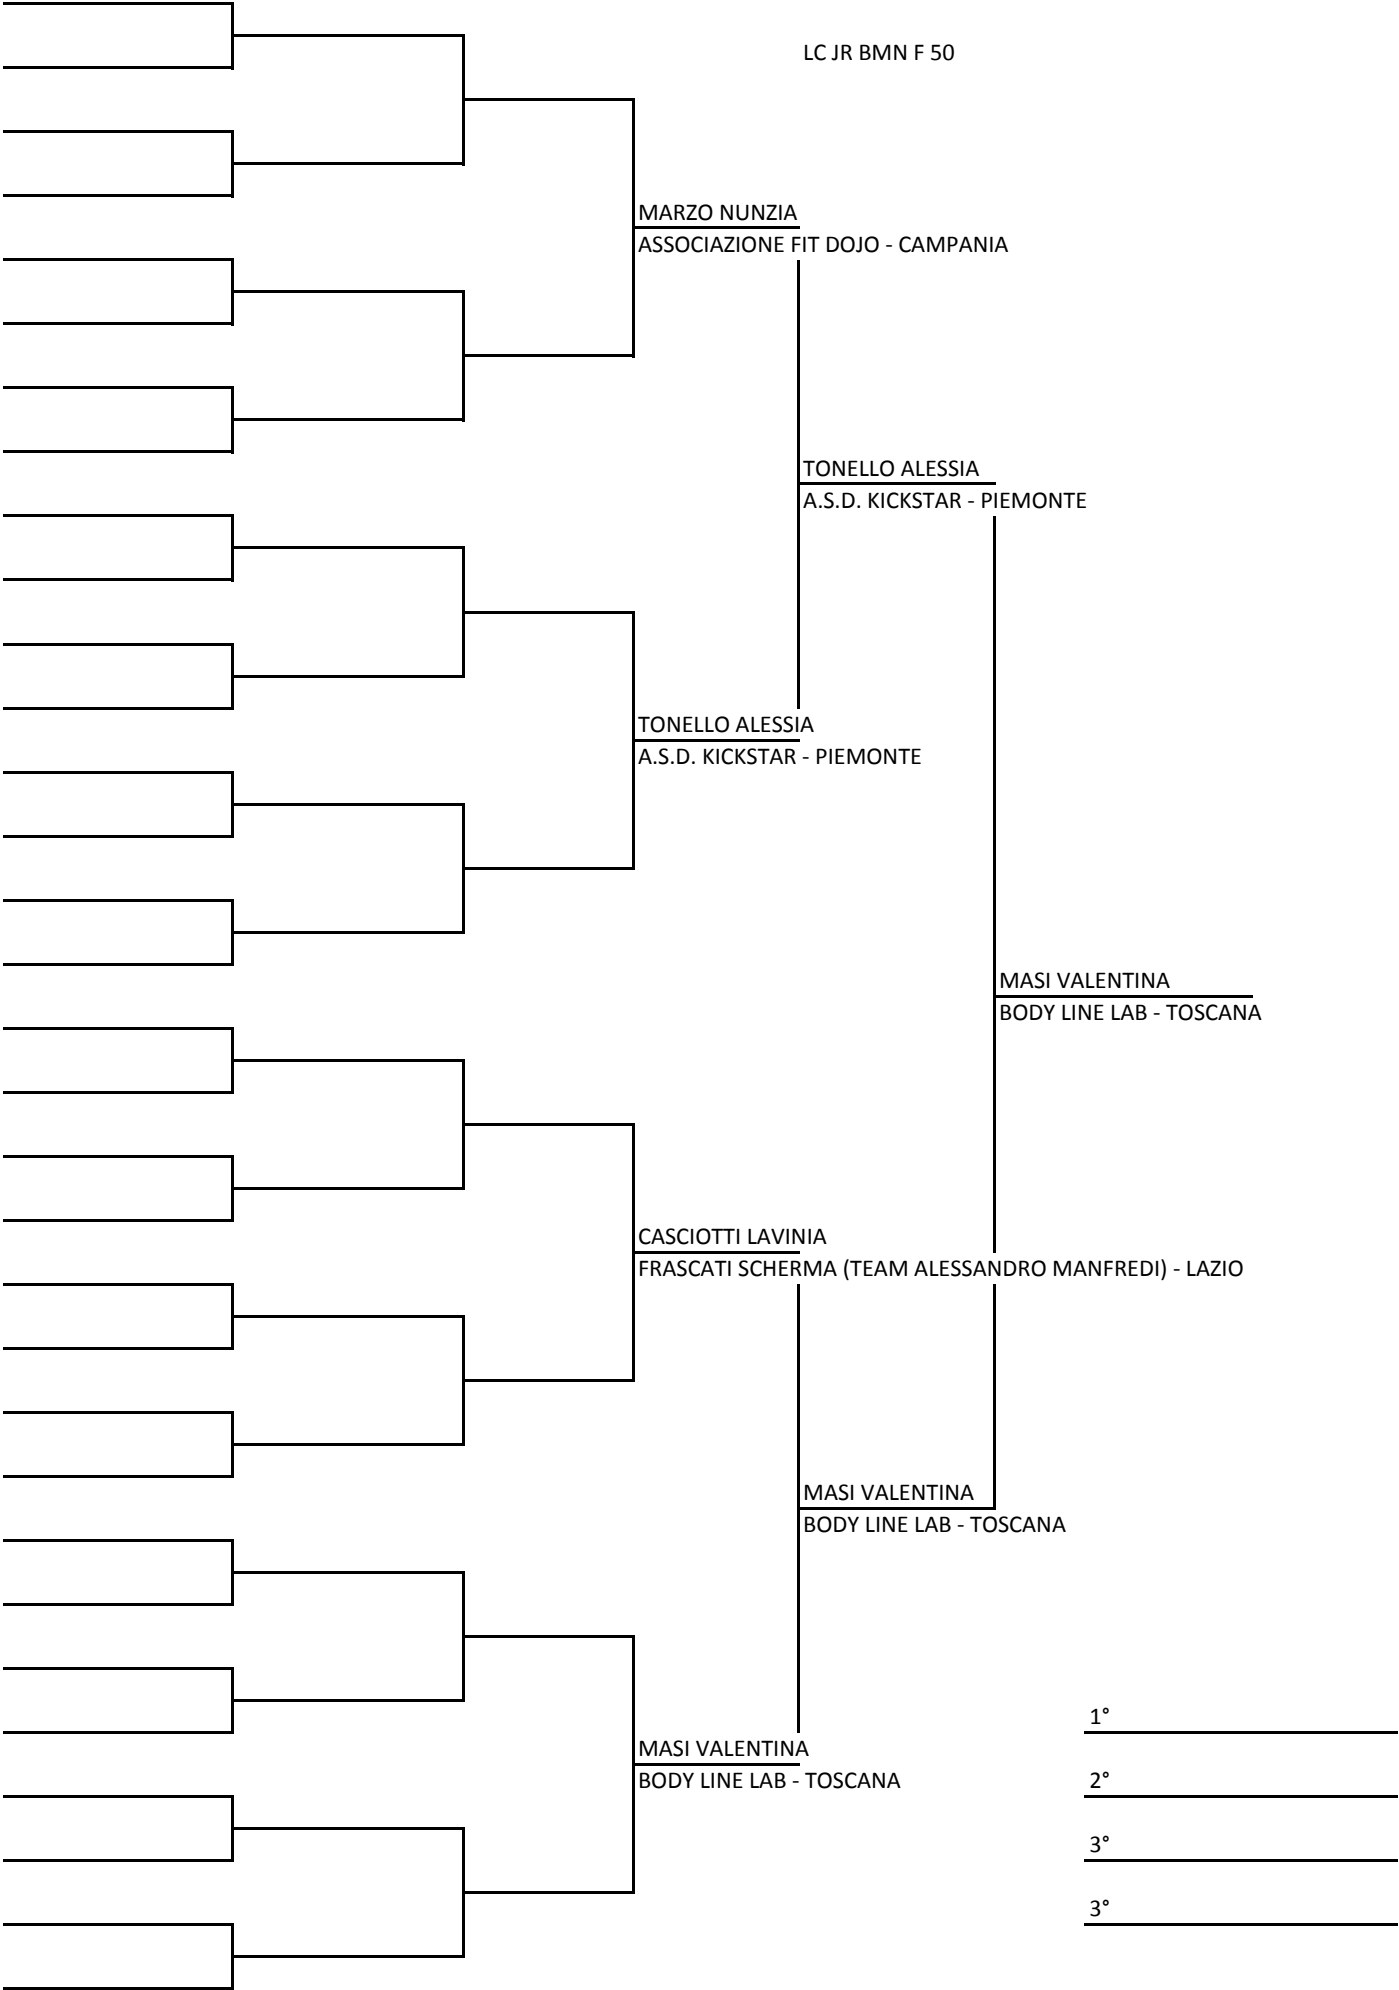 LC JR BMN F 50
MARZO NUNZIA
ASSOCIAZIONE FIT DOJO - CAMPANIA
TONELLO ALESSIA
A.S.D. KICKSTAR - PIEMONTE
TONELLO ALESSIA
A.S.D. KICKSTAR - PIEMONTE
MASI VALENTINA
BODY LINE LAB - TOSCANA
CASCIOTTI LAVINIA
FRASCATI SCHERMA (TEAM ALESSANDRO MANFREDI) - LAZIO
MASI VALENTINA
BODY LINE LAB - TOSCANA
1°
MASI VALENTINA
BODY LINE LAB - TOSCANA
2°
3°
3°